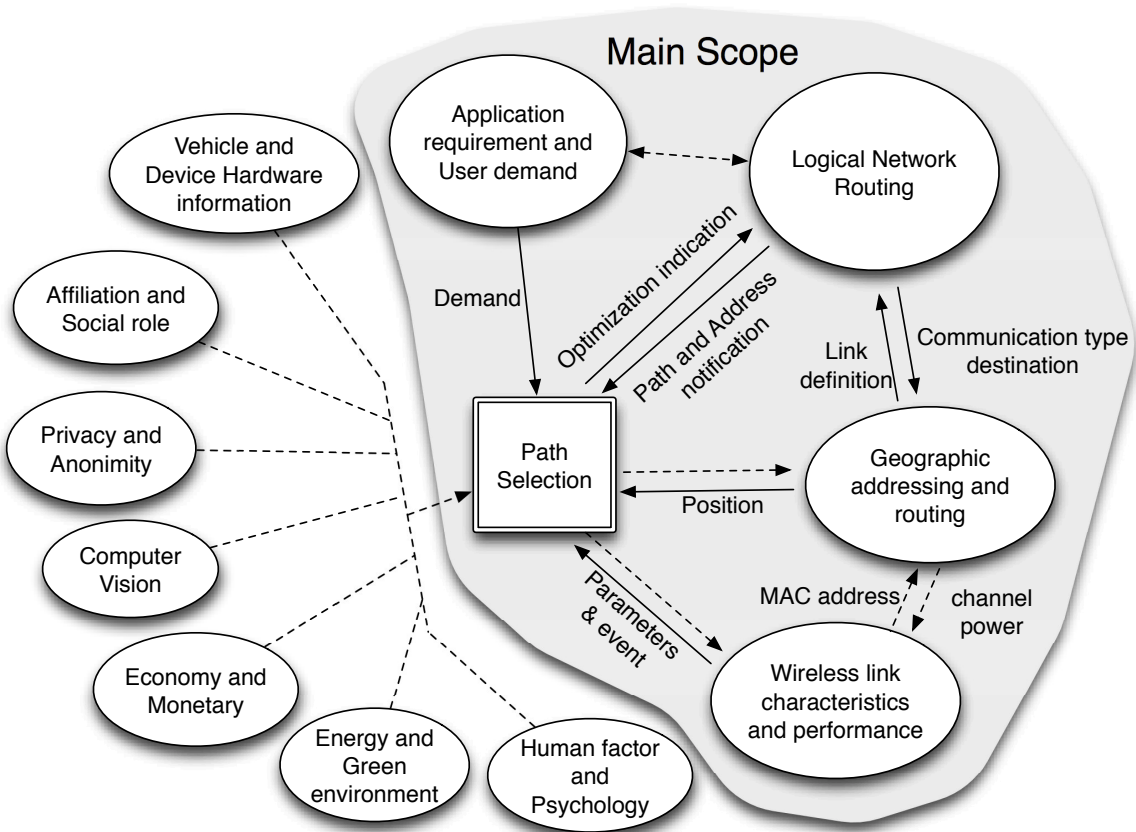 Main Scope
Application
requirement and
User demand
Logical Network
Routing
Vehicle and
Device Hardware
information
Affiliation and
Social role
Privacy and
Anonimity
Computer
Vision
Economy and
Monetary
Energy and
Green
environment
Human factor
and
Psychology
Demand
Optimization indication
Path and Address
notification
Link
definition
Communication type
destination
Path
Selection
Geographic
addressing and
routing
Position
Parameters
& event
MAC address
channel
power
Wireless link
characteristics
and performance